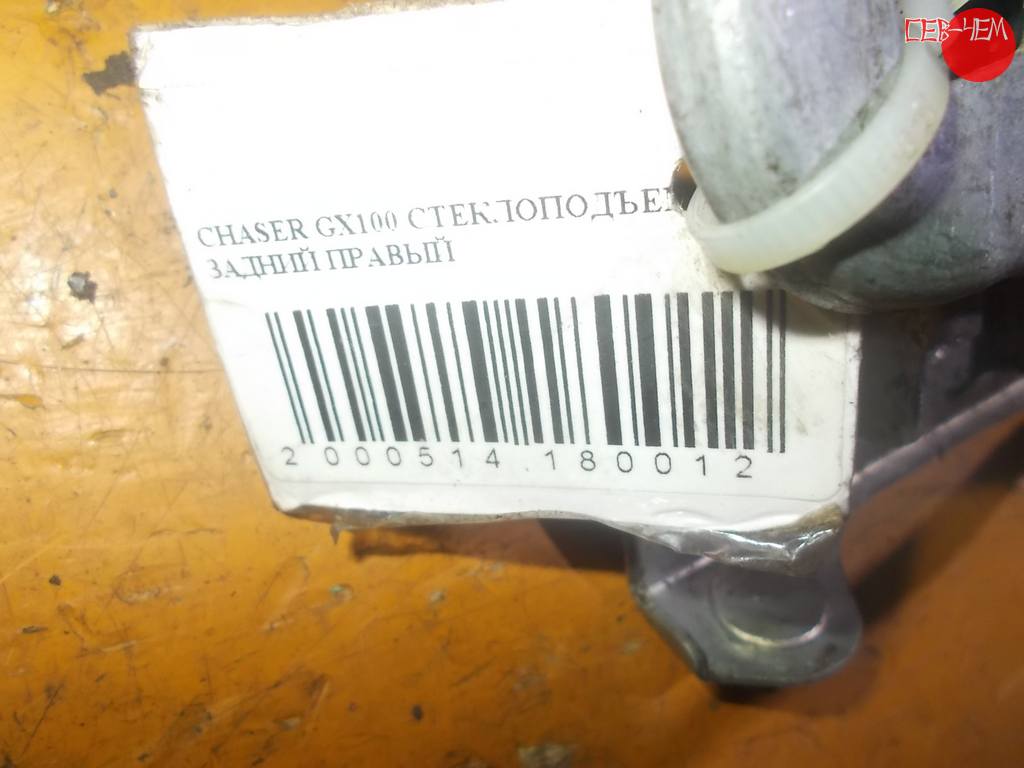 СЕВ-ЧЕМ
CHASER GX100 СТЕКЛОПОДЪЕ
ЗАДНИЙ ПРАВЫЙ
2 000514 180012